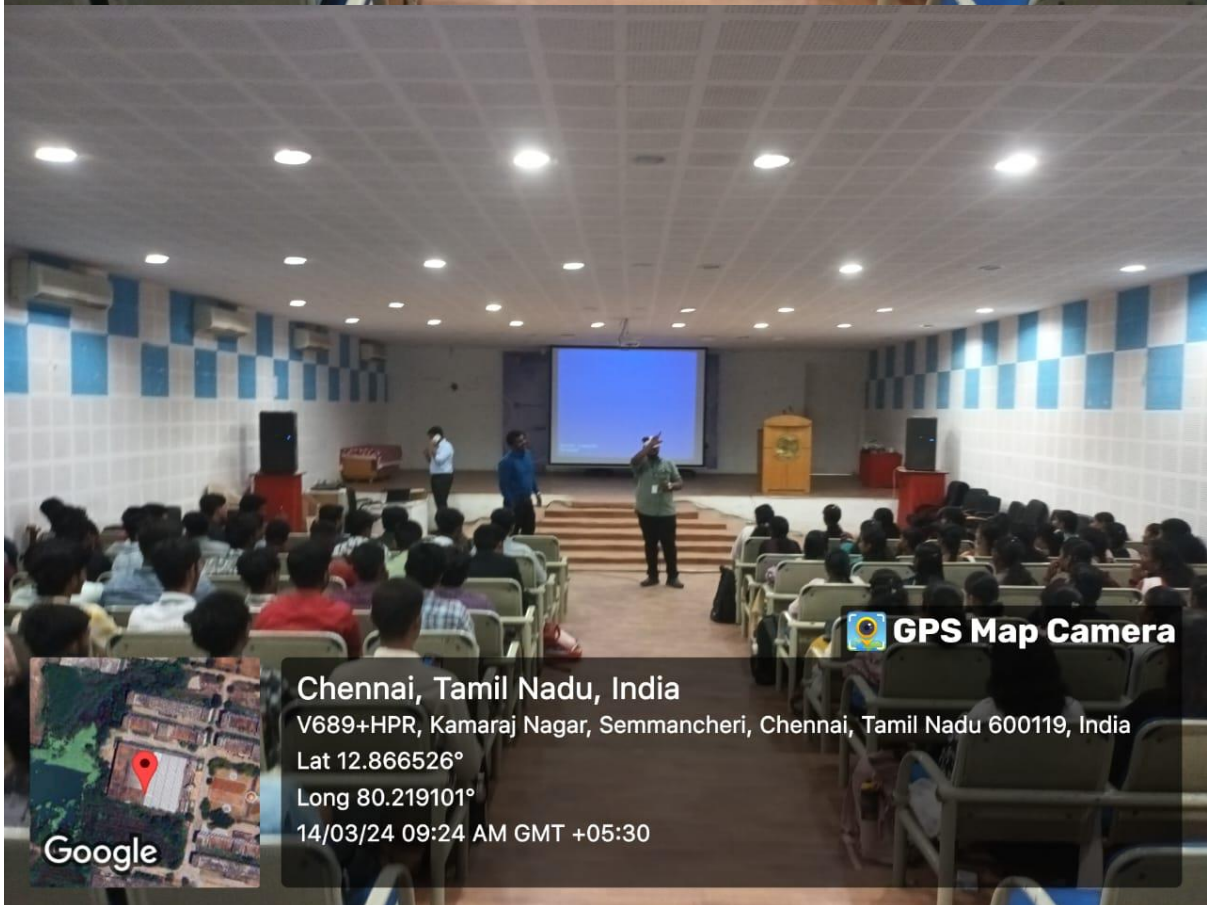 GPS Map Camera
Chennai, Tamil Nadu, India
V689+HPR, Kamaraj Nagar, Semmancheri, Chennai, Tamil Nadu 600119, India
Lat 12.866526°
Long 80.219101°
14/03/24 09:24 AM GMT +05:30
Google